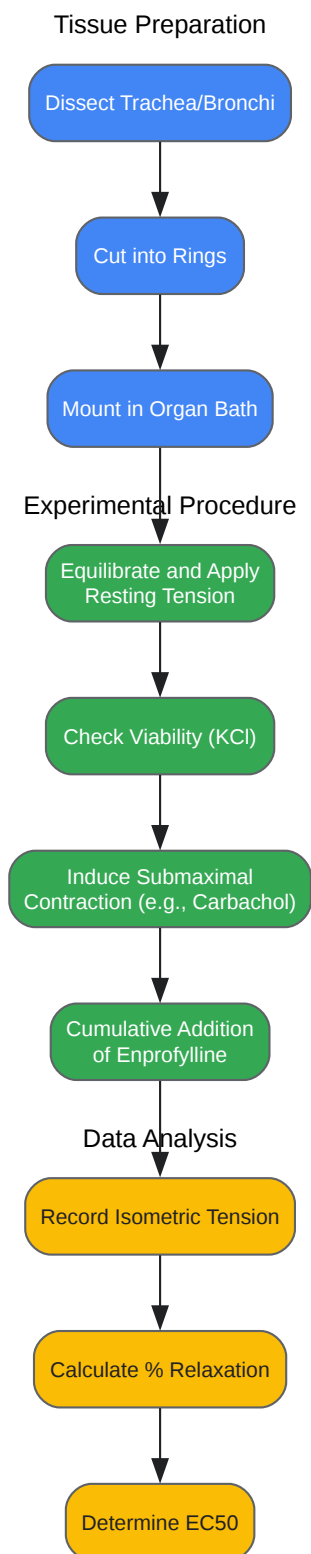 Tissue Preparation
Dissect Trachea/Bronchi
Cut into Rings
Mount in Organ Bath
Experimental Procedure
Equilibrate and Apply
Resting Tension
Check Viability (KCl)
Induce Submaximal
Contraction (e.g., Carbachol)
Cumulative Addition
of Enprofylline
Data Analysis
Record Isometric Tension
Calculate % Relaxation
Determine EC50